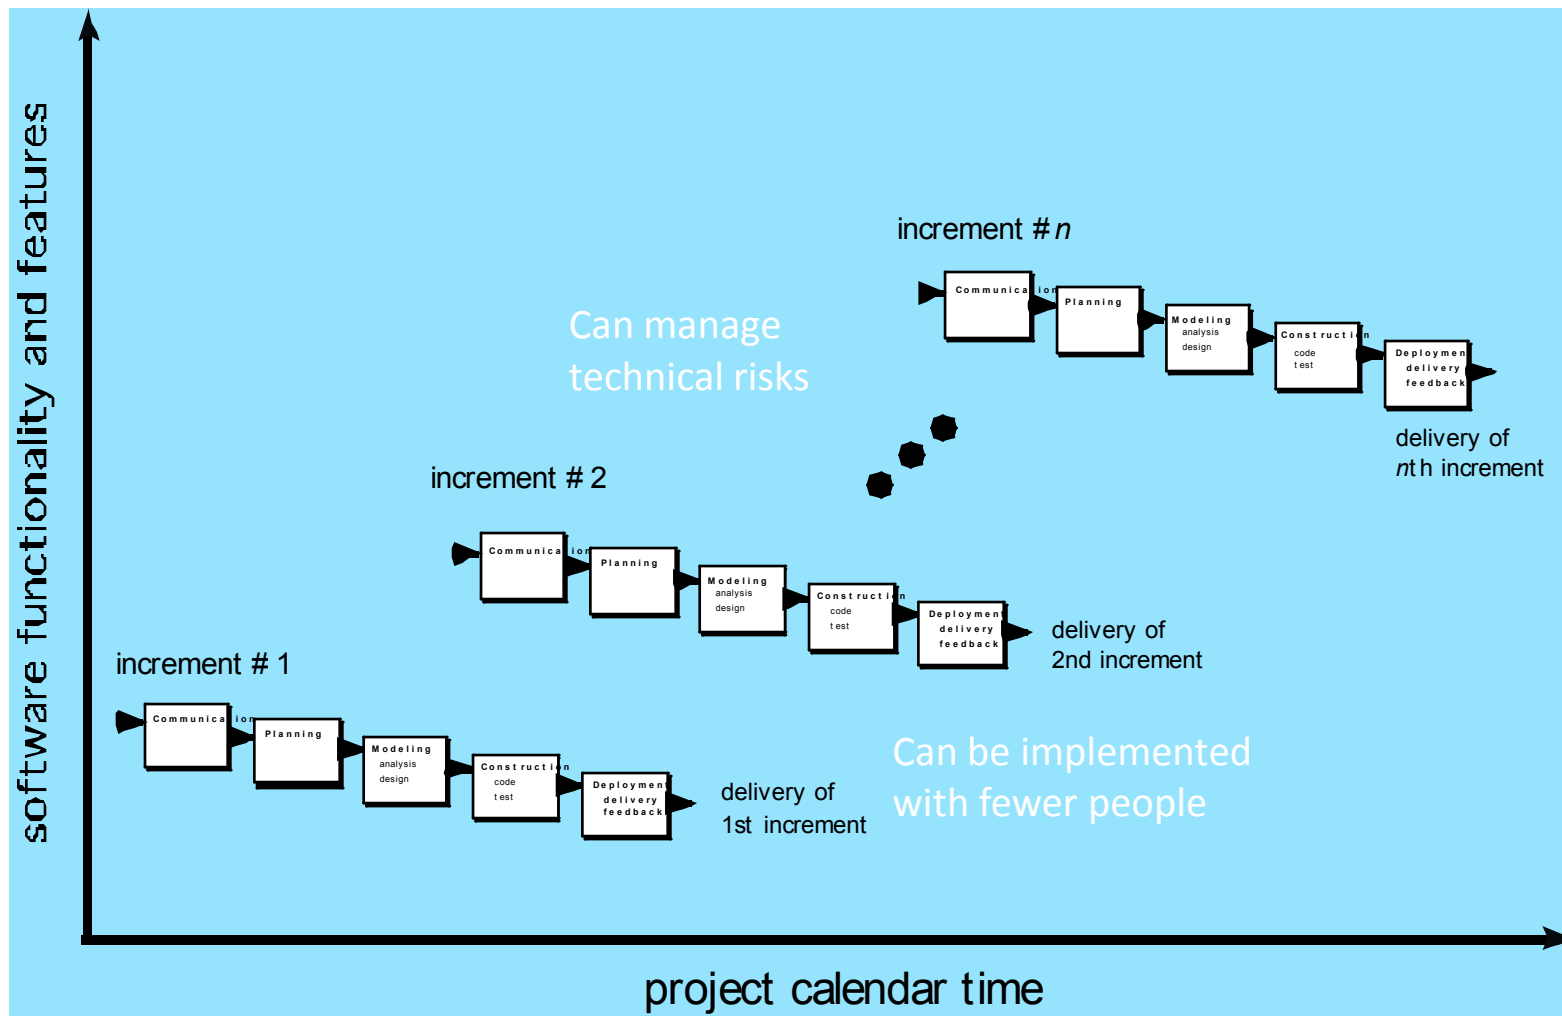 software functionality and features
increment # n
Communication
Planning
Modeling
analysis
design
Construction
code
test
Deployment
delivery
feedback
delivery of
nth increment
Can manage
technical risks
increment # 2
Communication
Planning
Modeling
analysis
design
Construction
code
test
Deployment
delivery
feedback
delivery of
2nd increment
increment # 1
Communication
Planning
Modeling
analysis
design
Construction
code
test
Deployment
delivery
feedback
delivery of
1st increment
Can be implemented
with fewer people
project calendar time